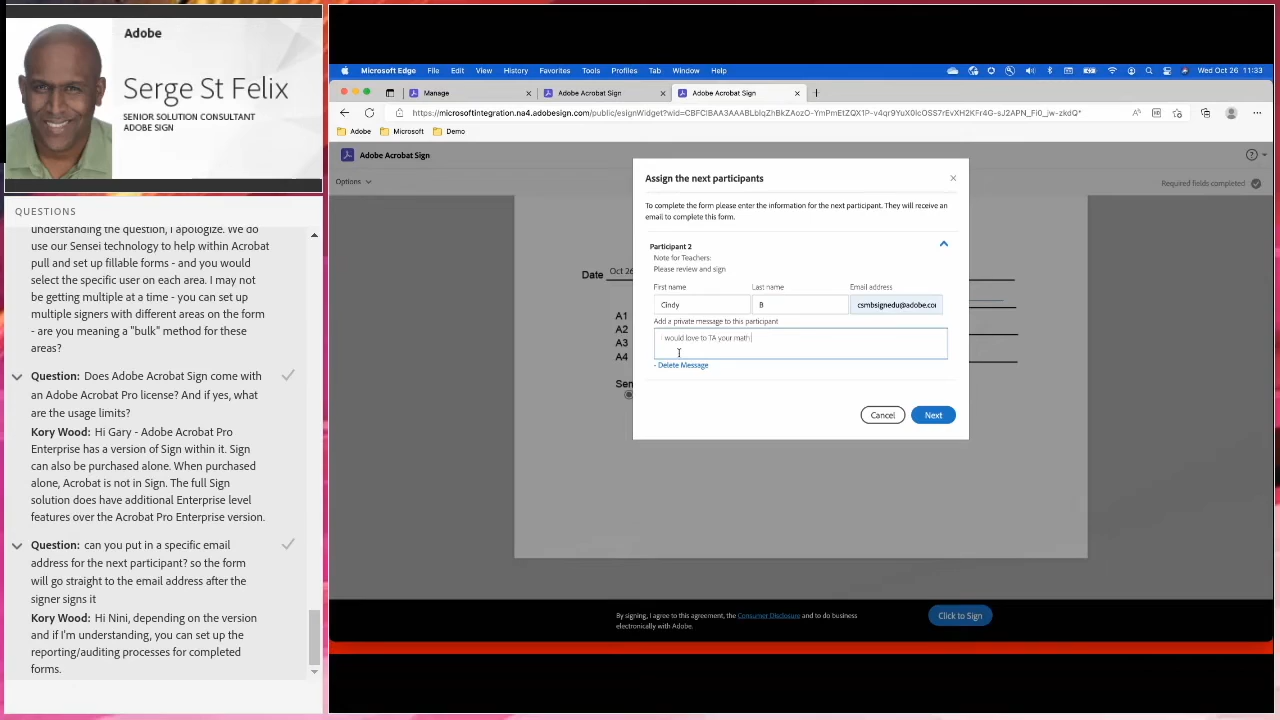 Adobe
Serge St Felix
SENIOR SOLUTION CONSULTANT
ADOBE SIGN
QUESTIONS
understanding the question, I apologize. We do
use our Sensei technology to help within Acrobat
pull and set up fillable forms - and you would
select the specific user on each area. I may not
be getting multiple at a time - you can set up
multiple signers with different areas on the form
- are you meaning a "bulk" method for these
areas?
Question: Does Adobe Acrobat Sign come with
an Adobe Acrobat Pro license? And if yes, what
are the usage limits?
Kory Wood: Hi Gary - Adobe Acrobat Pro
Enterprise has a version of Sign within it. Sign
can also be purchased alone. When purchased
alone, Acrobat is not in Sign. The full Sign
solution does have additional Enterprise level
features over the Acrobat Pro Enterprise version.
Question: can you put in a specific email
address for the next participant? so the form
will go straight to the email address after the
signer signs it
Kory Wood: Hi Nini, depending on the version
and if I'm understanding, you can set up the
reporting/auditing processes for completed
forms.
Microsoft Edge File Edit View History Favorites Tools Profiles Tab Window Help Wed Oct 26 11:33
Manage Adobe Acrobat Sign Adobe Acrobat Sign
Adobe Microsoft Demo
Adobe Acrobat Sign
Options Required fields completed
Assign the next participants
To complete the form please enter the information for the next participant. They will receive an
email to complete this form.
Participant 2
Note for Teachers:
Please review and sign
First name Last name Email address
Cindy B csmbsignedu@adobe.co
Add a private message to this participant
I would love to TA your math
- Delete Message
Cancel Next
Date Oct 26
A1
A2
A3
A4
Sen
By signing, I agree to this agreement, the Consumer Disclosure and to do business
electronically with Adobe.
Click to Sign